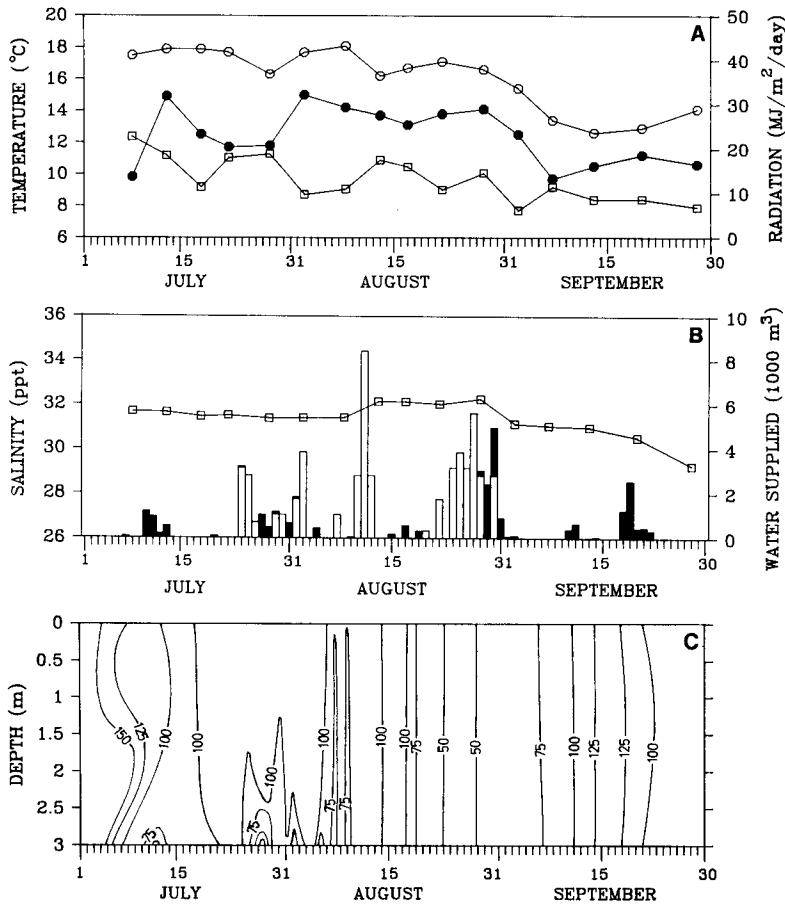 A
TEMPERATURE (°C)
20
18
16
14
12
10
8
6
RADIATION (MJ/m²/day)
50
40
30
20
10
0
1 15 31 15 31 15 30
JULY AUGUST SEPTEMBER
B
SALINITY (ppt)
36
34
32
30
28
26
WATER SUPPLIED (1000 m³)
10
8
6
4
2
0
1 15 31 15 31 15 30
JULY AUGUST SEPTEMBER
C
DEPTH (m)
0
0.5
1
1.5
2
2.5
3
150 125 100 100 100 100 75 75 100 100 75 50 50 75 100 125 125 100
75 75
1 15 31 15 31 15 30
JULY AUGUST SEPTEMBER